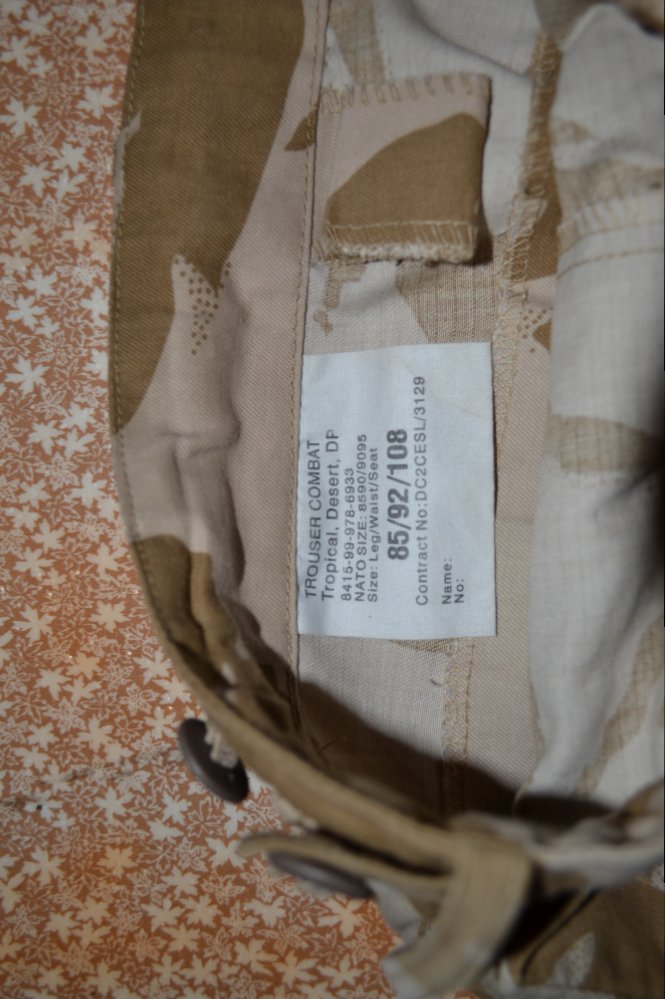 TROUSER COMBAT
Tropical, Desert, DP
8415-99-978-6933
NATO SIZE: 8590/9095
Size: Leg/Waist/Seat
85/92/108
Contract No:DC2CESL/3129
Name:
No: